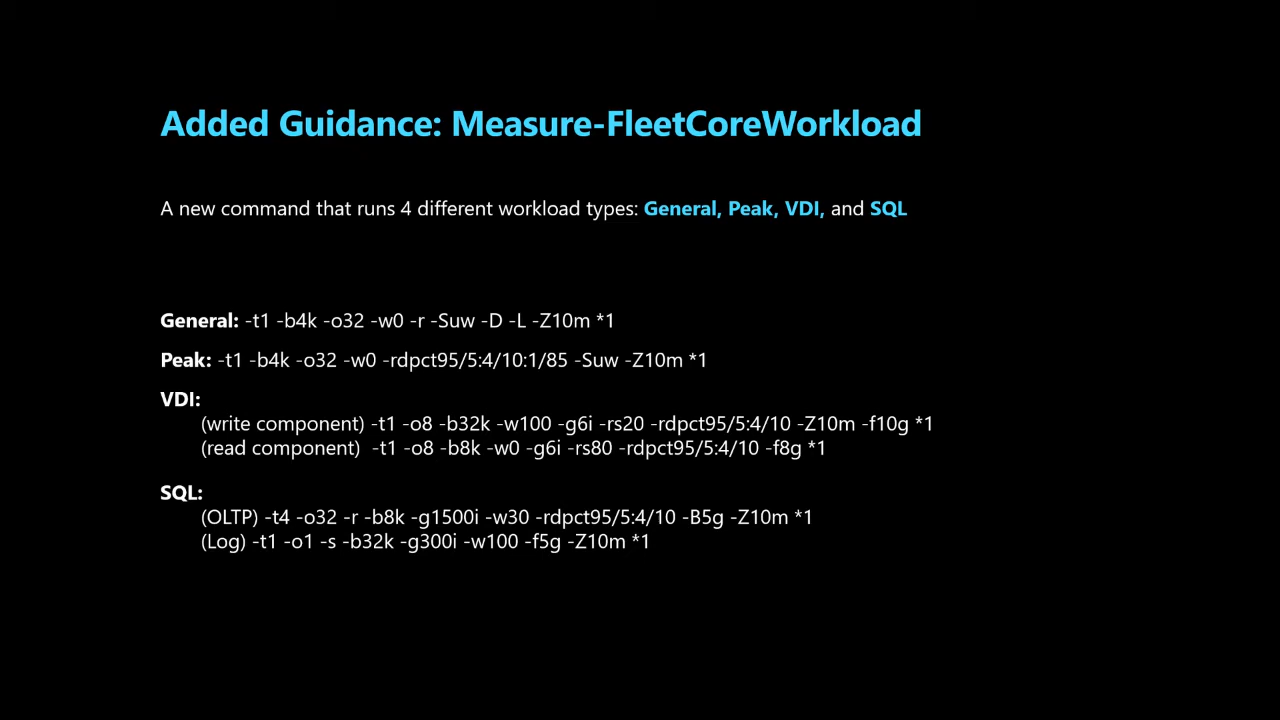 Added Guidance: Measure-FleetCoreWorkload
A new command that runs 4 different workload types: General, Peak, VDI, and SQL
General: -t1 -b4k -o32 -w0 -r -Suw -D -L -Z10m *1
Peak: -t1 -b4k -o32 -w0 -rdpct95/5:4/10:1/85 -Suw -Z10m *1
VDI:
(write component) -t1 -o8 -b32k -w100 -g6i -rs20 -rdpct95/5:4/10 -Z10m -f10g *1
(read component) -t1 -o8 -b8k -w0 -g6i -rs80 -rdpct95/5:4/10 -f8g *1
SQL:
(OLTP) -t4 -o32 -r -b8k -g1500i -w30 -rdpct95/5:4/10 -B5g -Z10m *1
(Log) -t1 -o1 -s -b32k -g300i -w100 -f5g -Z10m *1